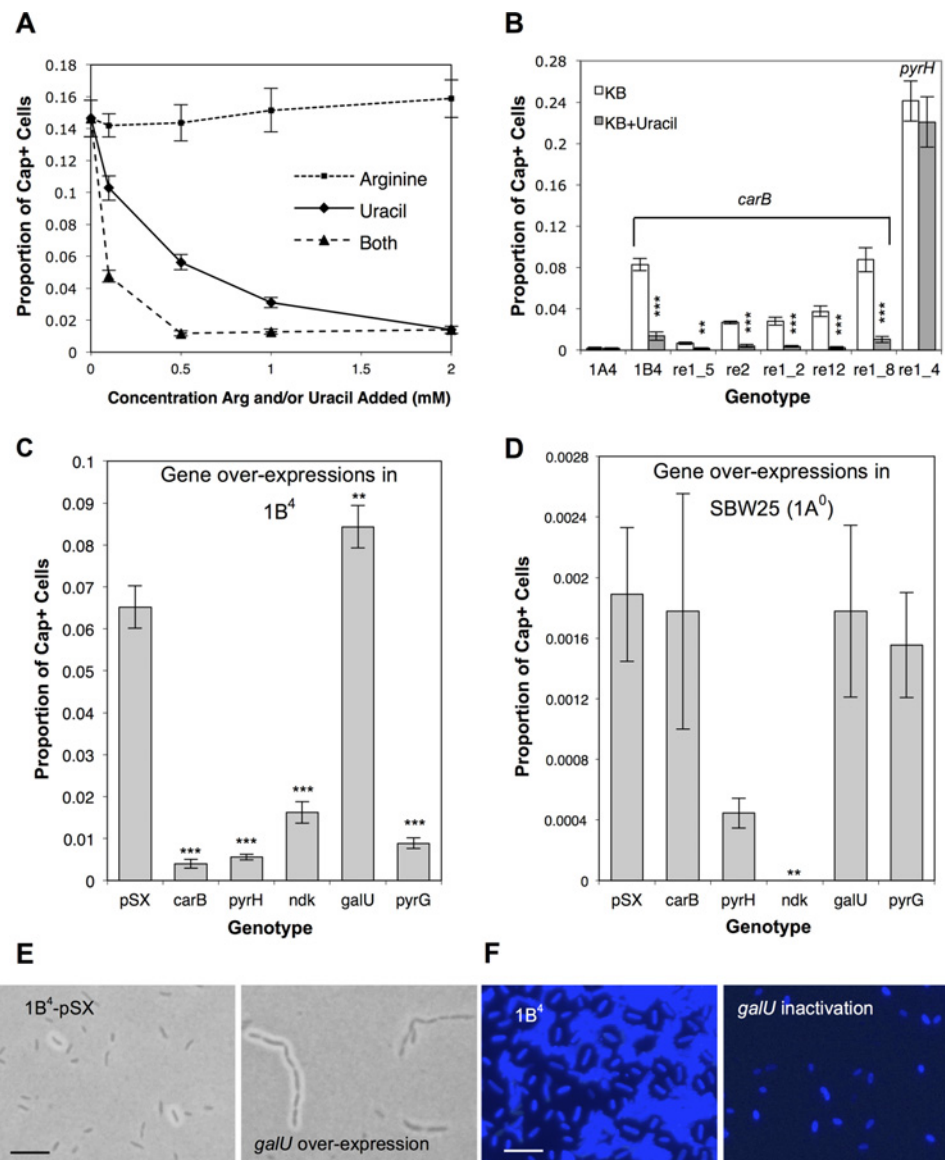 A
0.18
0.16
0.14
0.12
0.1
0.08
0.06
0.04
0.02
0
Proportion of Cap+ Cells
Arginine
Uracil
Both
0 0.5 1 1.5 2
Concentration Arg and/or Uracil Added (mM)
B
0.28
0.24
0.20
0.16
0.12
0.08
0.04
0
Proportion of Cap+ Cells
KB
KB+Uracil
pyrH
carB
*** ** *** *** *** ***
1A4 1B4 re1_5 re2 re1_2 re12 re1_8 re1_4
Genotype
C
0.1
0.09
0.08
0.07
0.06
0.05
0.04
0.03
0.02
0.01
0
Proportion of Cap+ Cells
Gene over-expressions in
1B⁴
*** *** *** ** ***
pSX carB pyrH ndk galU pyrG
Genotype
D
0.0028
0.0024
0.002
0.0016
0.0012
0.0008
0.0004
0
Proportion of Cap+ Cells
Gene over-expressions in
SBW25 (1A⁰)
**
pSX carB pyrH ndk galU pyrG
Genotype
E
1B⁴-pSX
galU over-expression
F
1B⁴
galU inactivation